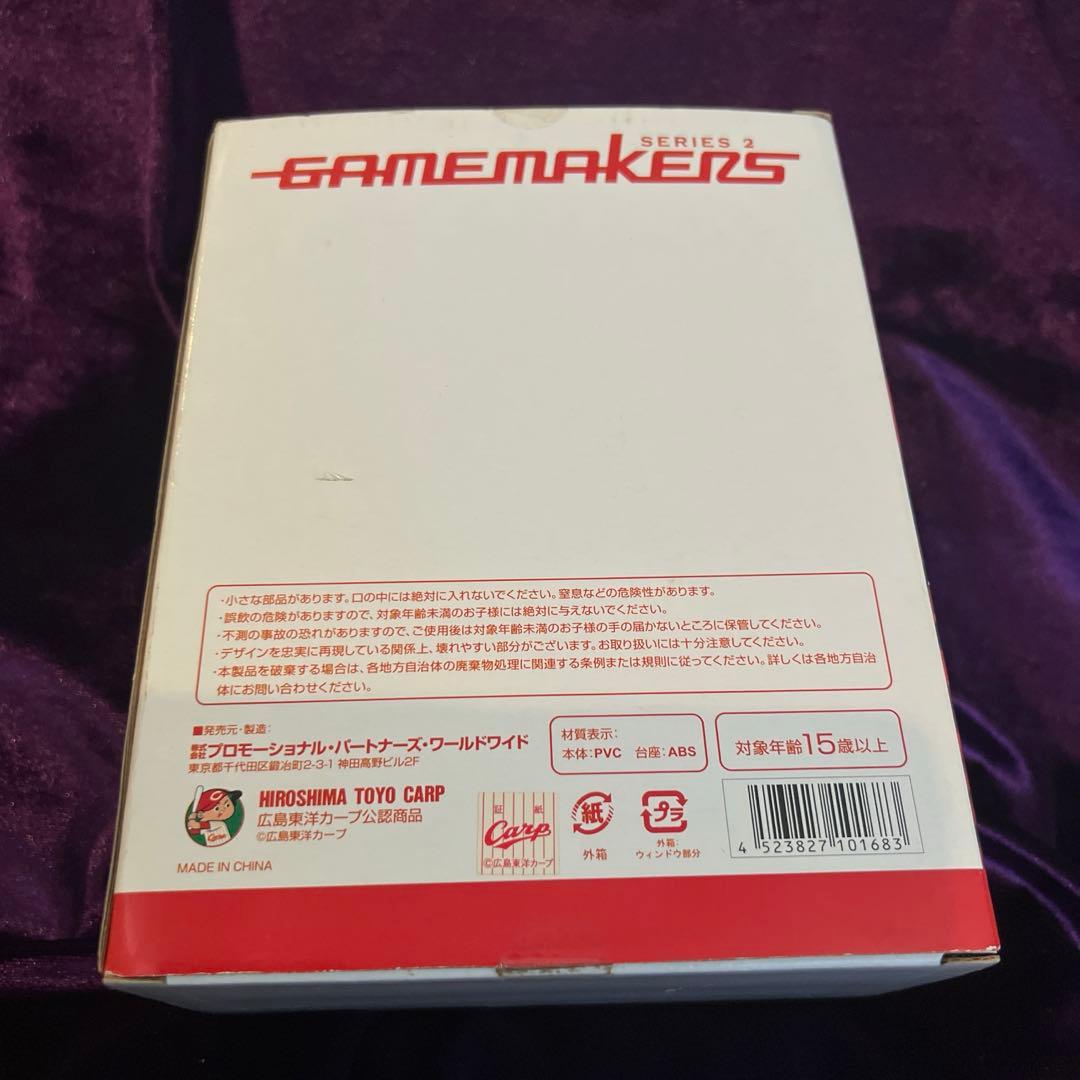 SERIES 2
GAMEMAKERS
・小さな部品があります。口の中には絶対に入れないでください。窒息などの危険性があります。
・誤飲の危険がありますので、対象年齢未満のお子様には絶対に与えないでください。
・不測の事故の恐れがありますので、ご使用後は対象年齢未満のお子様の手の届かないところに保管してください。
・デザインを忠実に再現している関係上、壊れやすい部分がございます。お取り扱いには十分注意してください。
・本製品を破棄する場合は、各地方自治体の廃棄物処理に関連する条例または規則に従ってください。詳しくは各地方自治
体にお問い合わせください。
■発売元・製造:
株式会社プロモーショナル・パートナーズ・ワールドワイド
東京都千代田区鍛冶町2-3-1 神田高野ビル2F
材質表示:
本体:PVC 台座:ABS
対象年齢15歳以上
HIROSHIMA TOYO CARP
広島東洋カープ公認商品
©広島東洋カープ
証紙
Carp
©広島東洋カープ
紙
外箱
プラ
外箱:
ウィンドウ部分
4 523827 101683
MADE IN CHINA